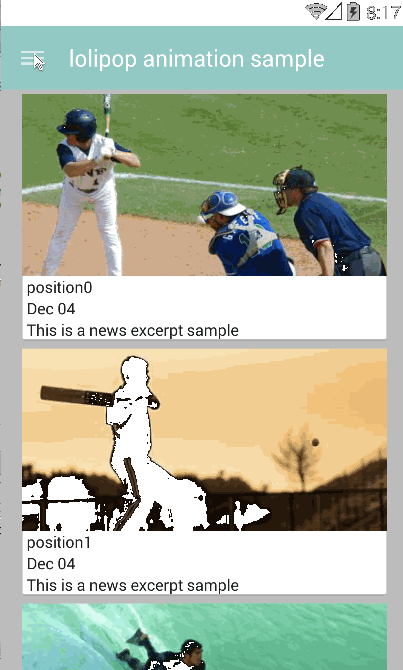 8:17
lolipop animation sample
position0
Dec 04
This is a news excerpt sample
position1
Dec 04
This is a news excerpt sample